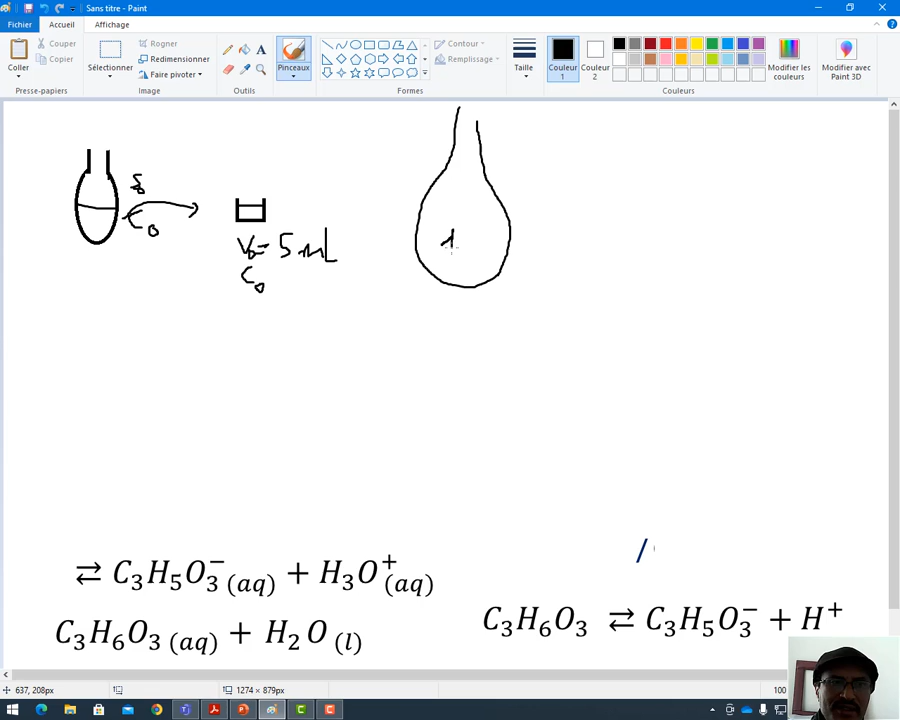 Sans titre - Paint
Fichier Accueil Affichage
Coller
Couper
Copier
Presse-papiers
Sélectionner
Rogner
Redimensionner
Faire pivoter
Image
A
Outils
Pinceaux
Contour
Remplissage
Formes
Taille
Couleur 1
Couleur 2
Modifier les couleurs
Modifier avec Paint 3D
Couleurs
S₀
C₀
V₀= 5 mL
C₀
1
/
⇄ C₃H₅O₃⁻ (aq) + H₃O⁺ (aq)
C₃H₆O₃ (aq) + H₂O (l)
C₃H₆O₃ ⇄ C₃H₅O₃⁻ + H⁺
637, 208px
1274 × 879px
100